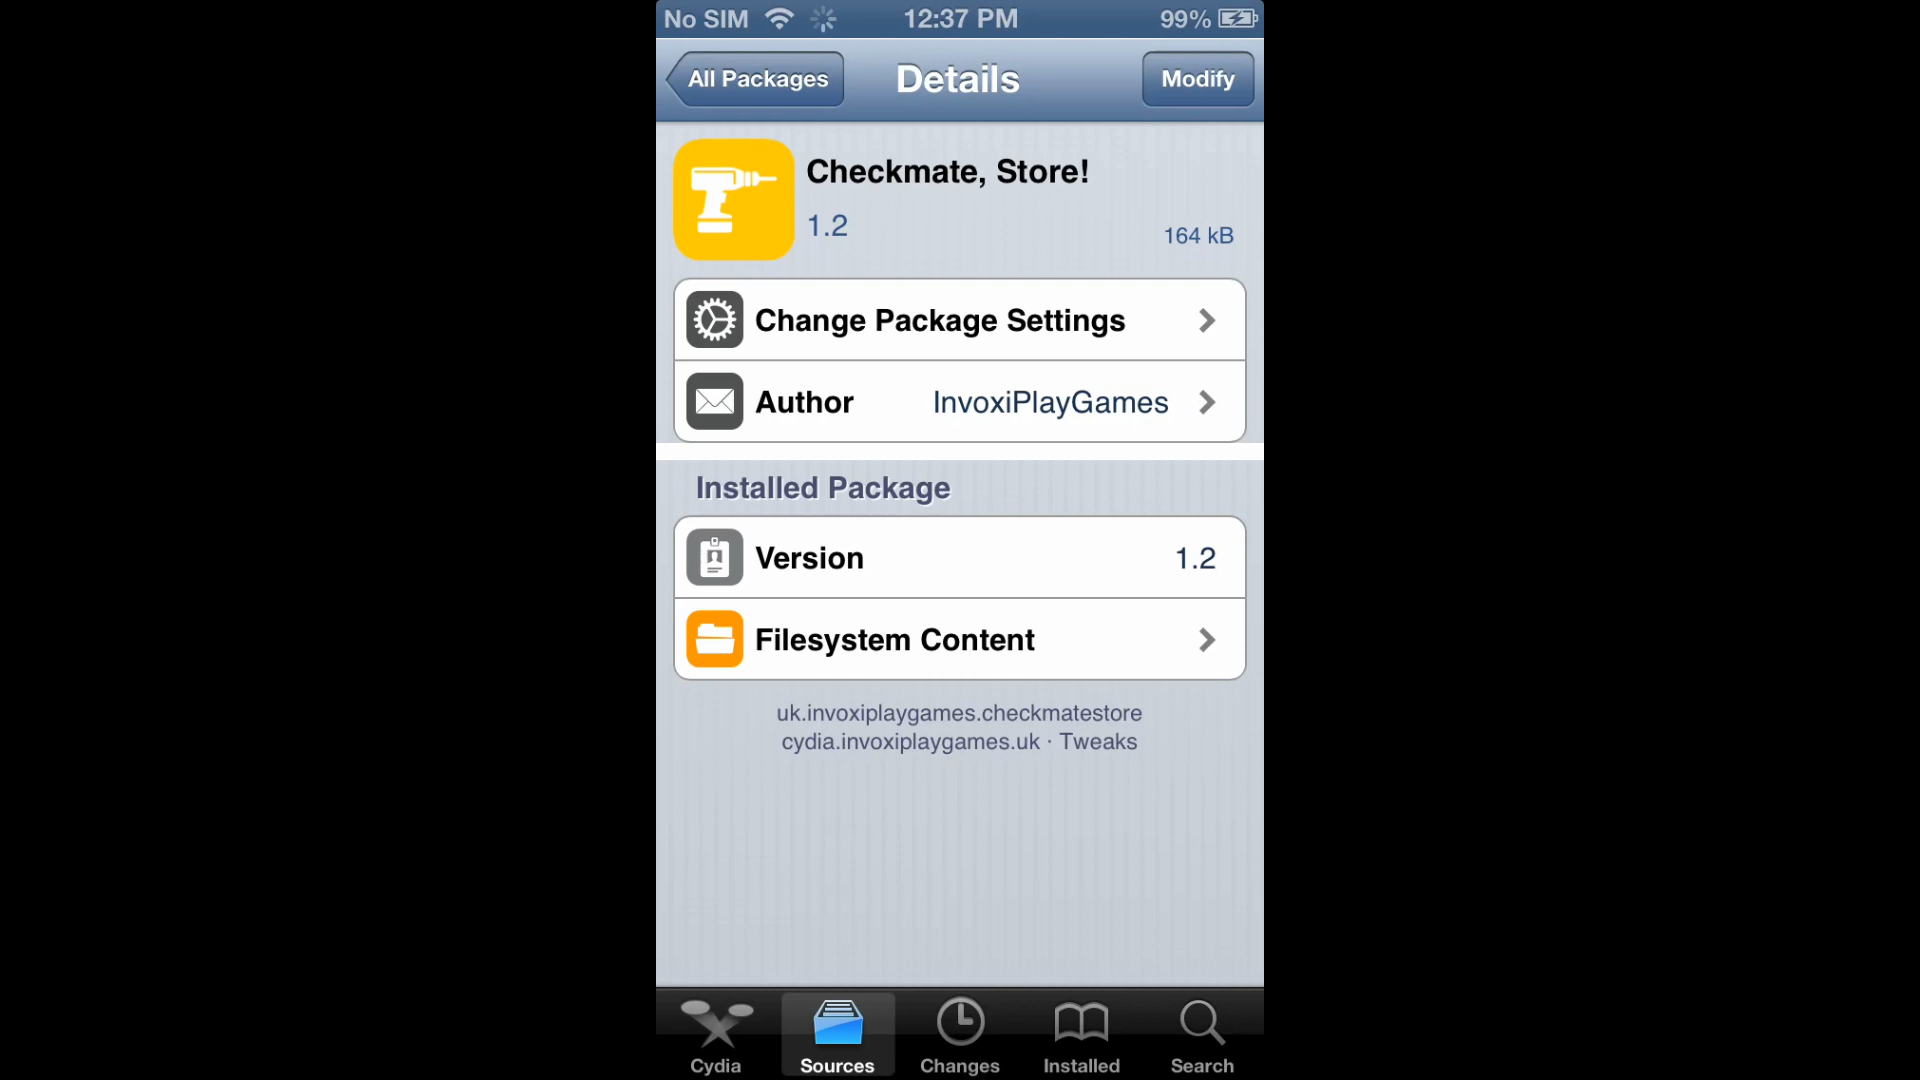 No SIM 12:37 PM 99%
All Packages Details Modify
Checkmate, Store!
1.2 164 kB
Change Package Settings
Author InvoxiPlayGames
Installed Package
Version 1.2
Filesystem Content
uk.invoxiplaygames.checkmatestore
cydia.invoxiplaygames.uk · Tweaks
Cydia Sources Changes Installed Search